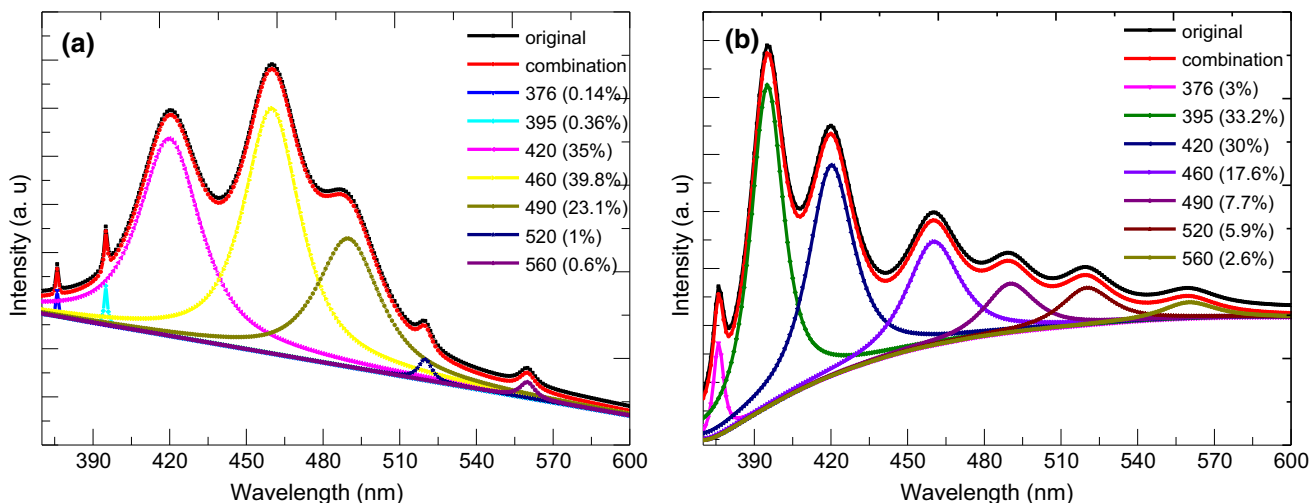 (a)
original
combination
376 (0.14%)
395 (0.36%)
420 (35%)
460 (39.8%)
490 (23.1%)
520 (1%)
560 (0.6%)
Intensity (a. u)
390 420 450 480 510 540 570 600
Wavelength (nm)
(b)
original
combination
376 (3%)
395 (33.2%)
420 (30%)
460 (17.6%)
490 (7.7%)
520 (5.9%)
560 (2.6%)
Intensity (a. u)
390 420 450 480 510 540 570 600
Wavelength (nm)